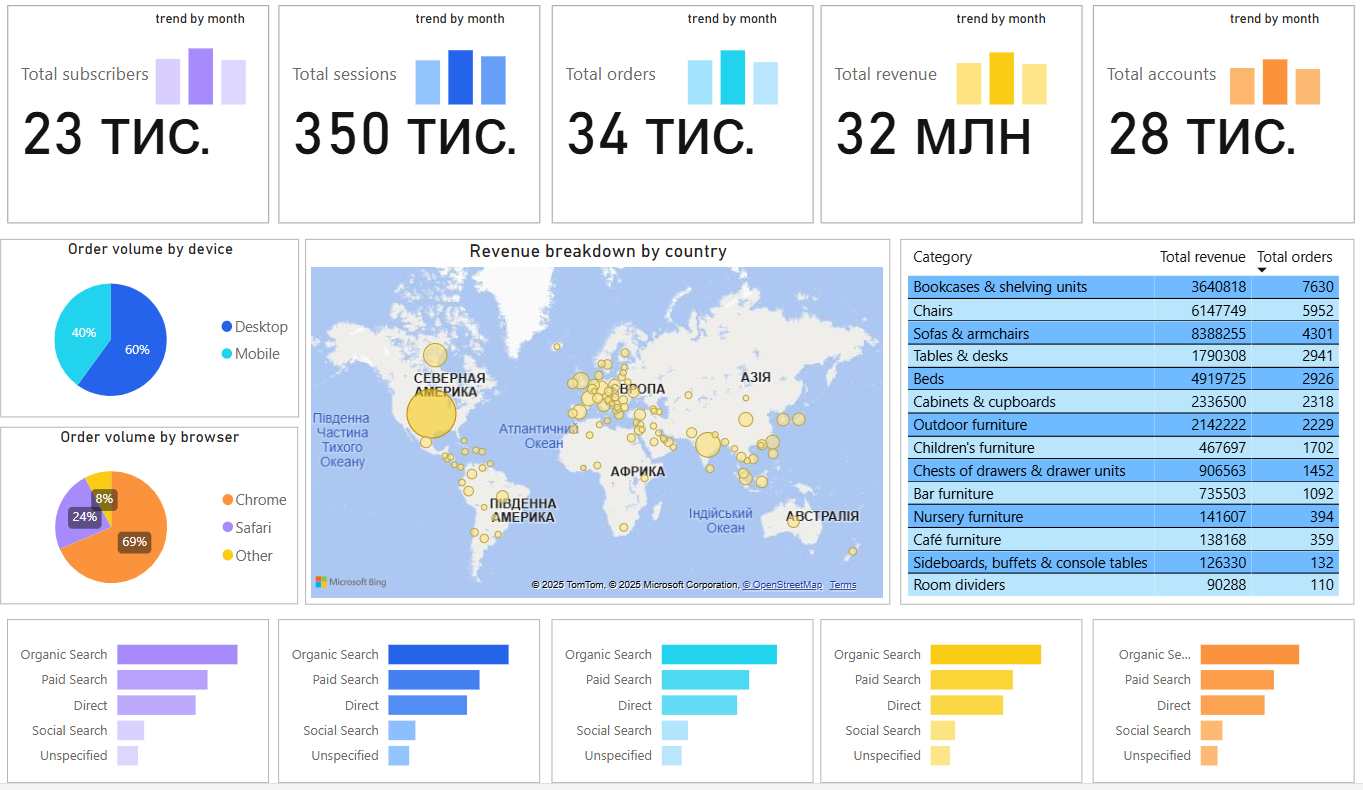 trend by month
Total subscribers
23 тис.
trend by month
Total sessions
350 тис.
trend by month
Total orders
34 тис.
trend by month
Total revenue
32 млн
trend by month
Total accounts
28 тис.
Order volume by device
40%
60%
Desktop
Mobile
Order volume by browser
8%
24%
69%
Chrome
Safari
Other
Revenue breakdown by country
СЕВЕРНАЯ
АМЕРИКА
ЕВРОПА
АЗІЯ
Південна
Частина
Тихого
Океану
Атлантичний
Океан
АФРИКА
ПІВДЕННА
АМЕРИКА
Індійський
Океан
АВСТРАЛІЯ
Microsoft Bing
© 2025 TomTom, © 2025 Microsoft Corporation, © OpenStreetMap Terms
Category Total revenue Total orders
Bookcases & shelving units 3640818 7630
Chairs 6147749 5952
Sofas & armchairs 8388255 4301
Tables & desks 1790308 2941
Beds 4919725 2926
Cabinets & cupboards 2336500 2318
Outdoor furniture 2142222 2229
Children's furniture 467697 1702
Chests of drawers & drawer units 906563 1452
Bar furniture 735503 1092
Nursery furniture 141607 394
Café furniture 138168 359
Sideboards, buffets & console tables 126330 132
Room dividers 90288 110
Organic Search
Paid Search
Direct
Social Search
Unspecified
Organic Search
Paid Search
Direct
Social Search
Unspecified
Organic Search
Paid Search
Direct
Social Search
Unspecified
Organic Search
Paid Search
Direct
Social Search
Unspecified
Organic Se...
Paid Search
Direct
Social Search
Unspecified